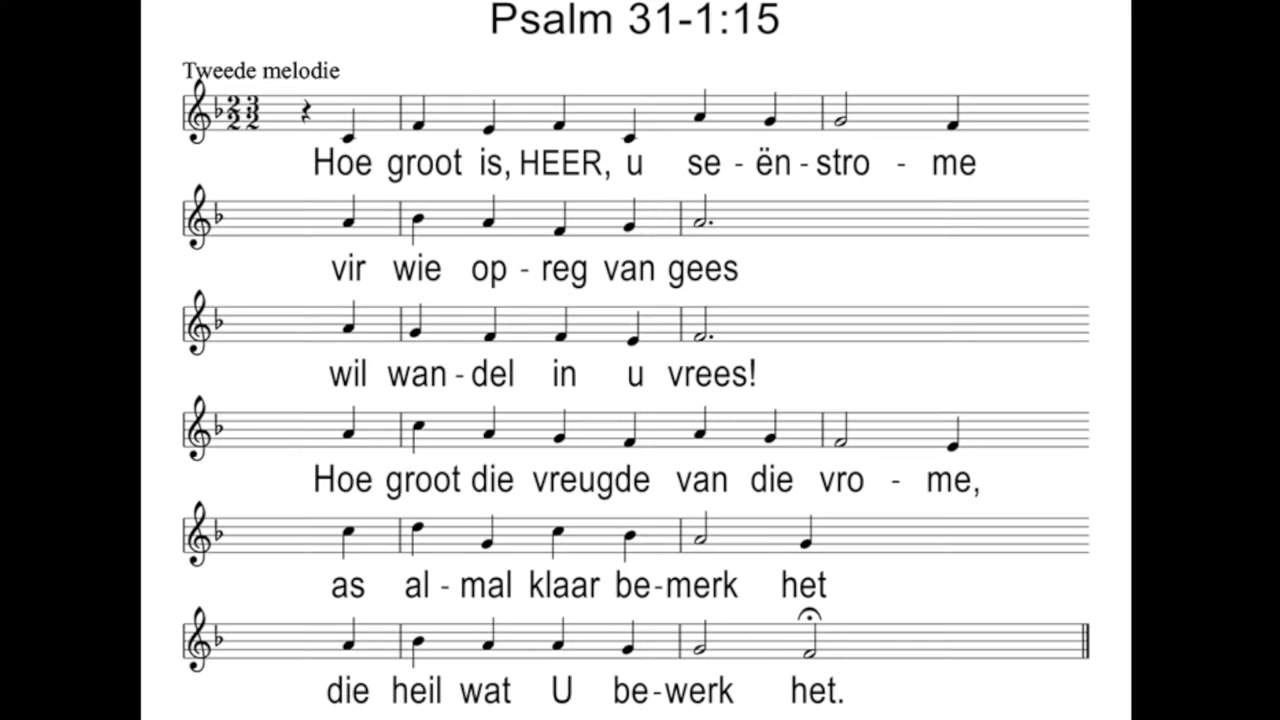 Psalm 31-1:15
Tweede melodie
Hoe groot is, HEER, u se - ën - stro - me
vir wie op - reg van gees
wil wan - del in u vrees!
Hoe groot die vreugde van die vro - me,
as al - mal klaar be - merk het
die heil wat U be - werk het.